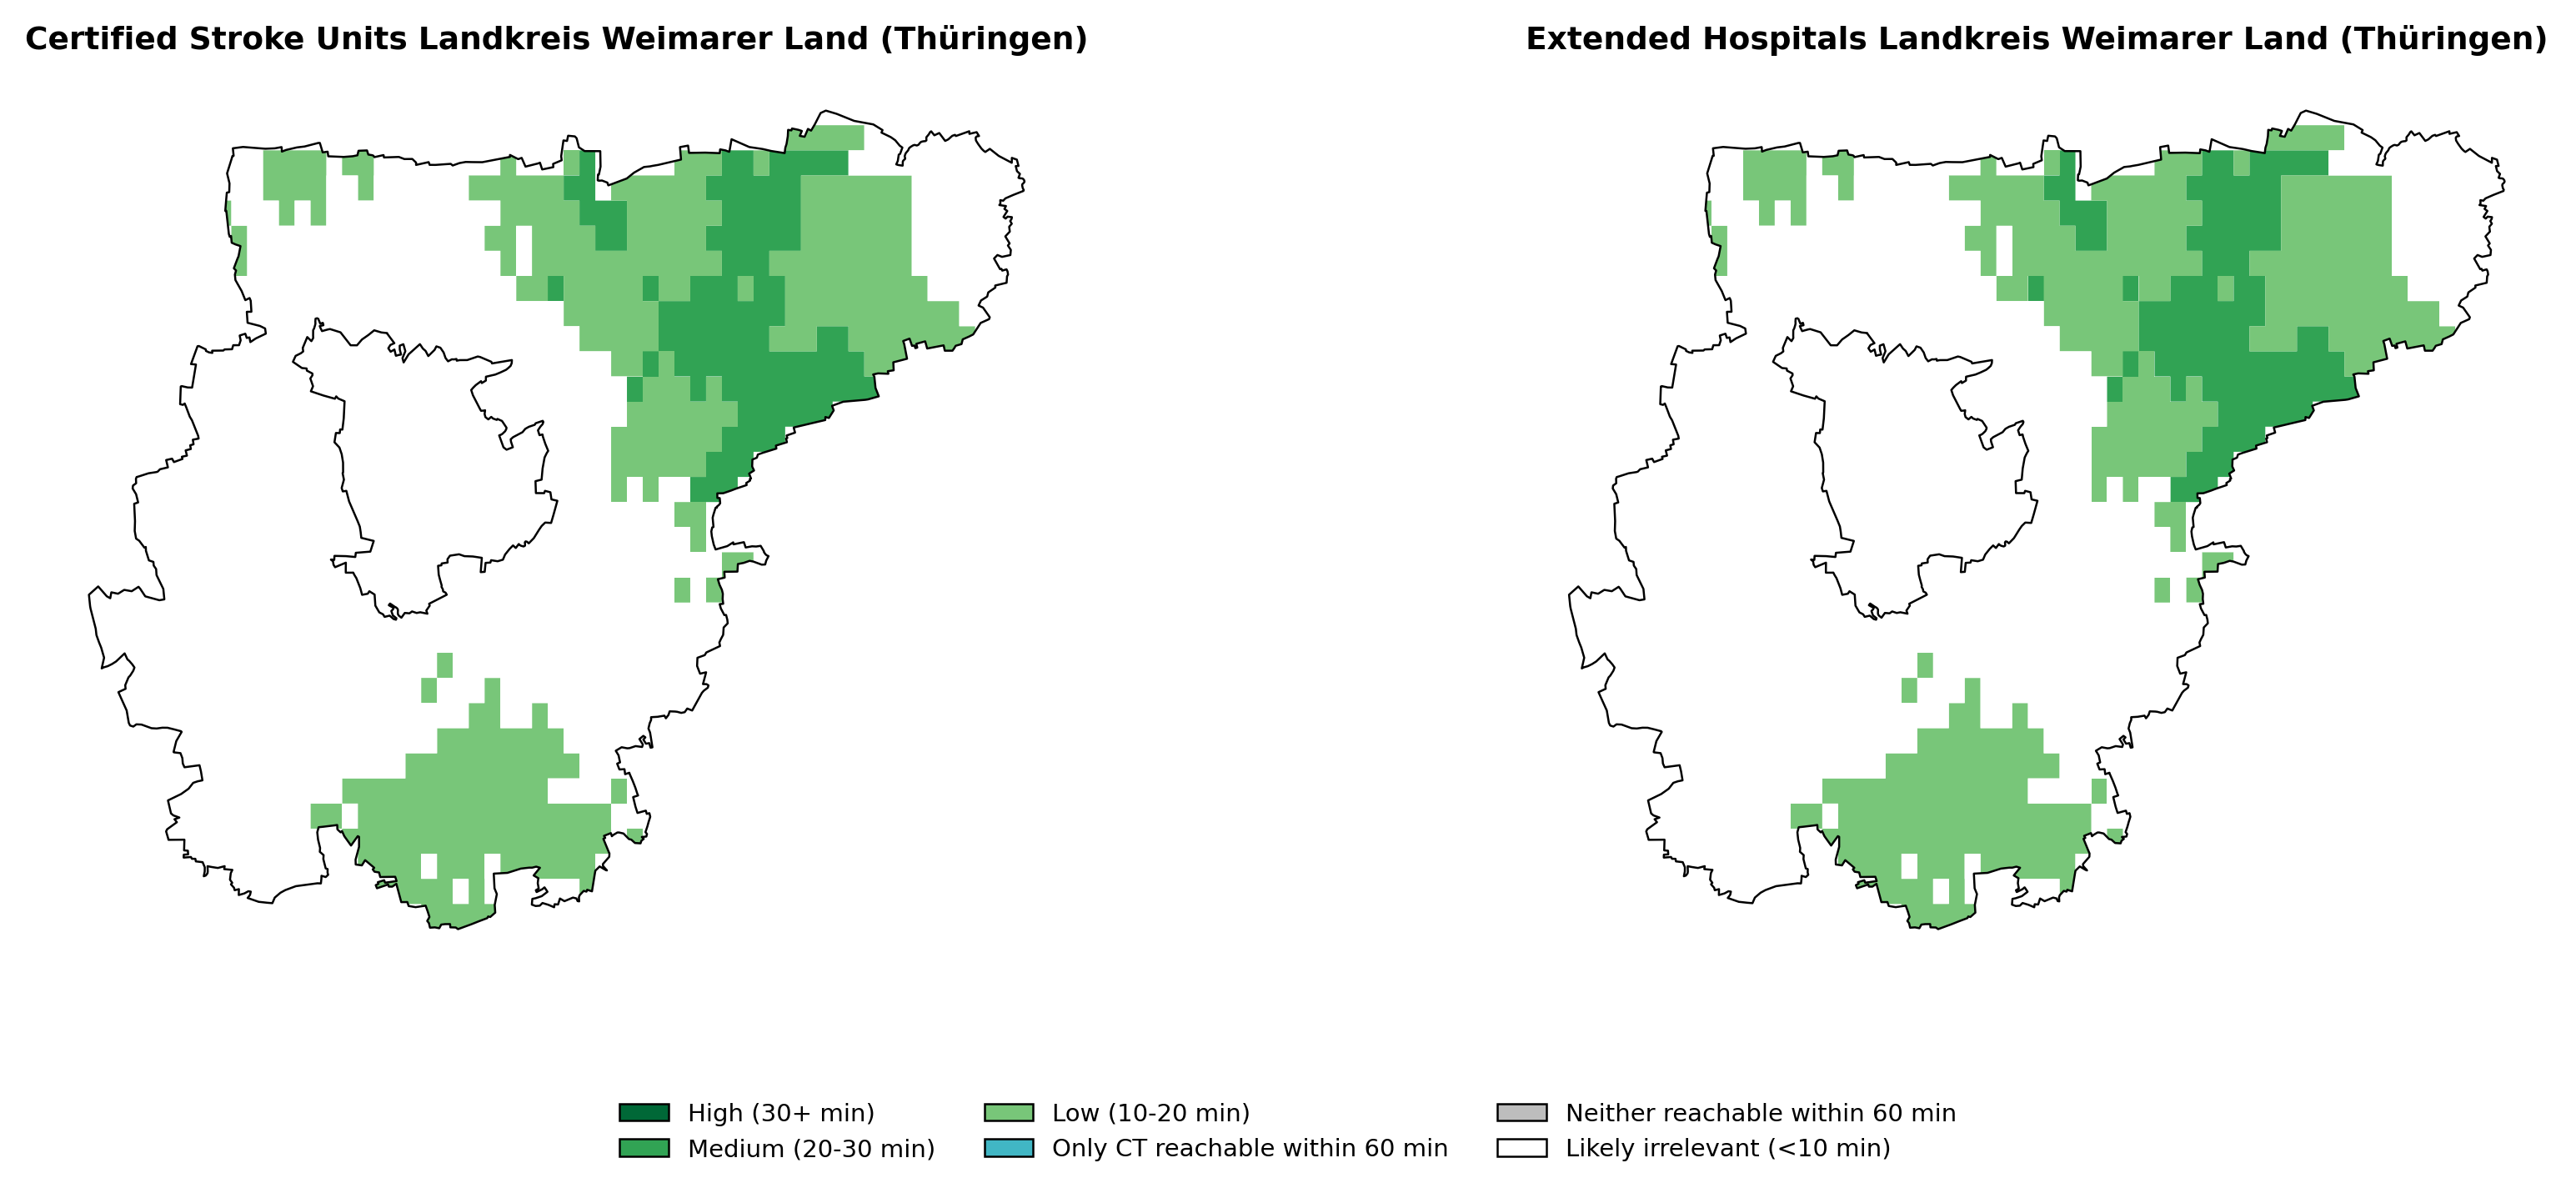 Certified Stroke Units Landkreis Weimarer Land (Thüringen)
Extended Hospitals Landkreis Weimarer Land (Thüringen)
High (30+ min)
Medium (20-30 min)
Low (10-20 min)
Only CT reachable within 60 min
Neither reachable within 60 min
Likely irrelevant (<10 min)